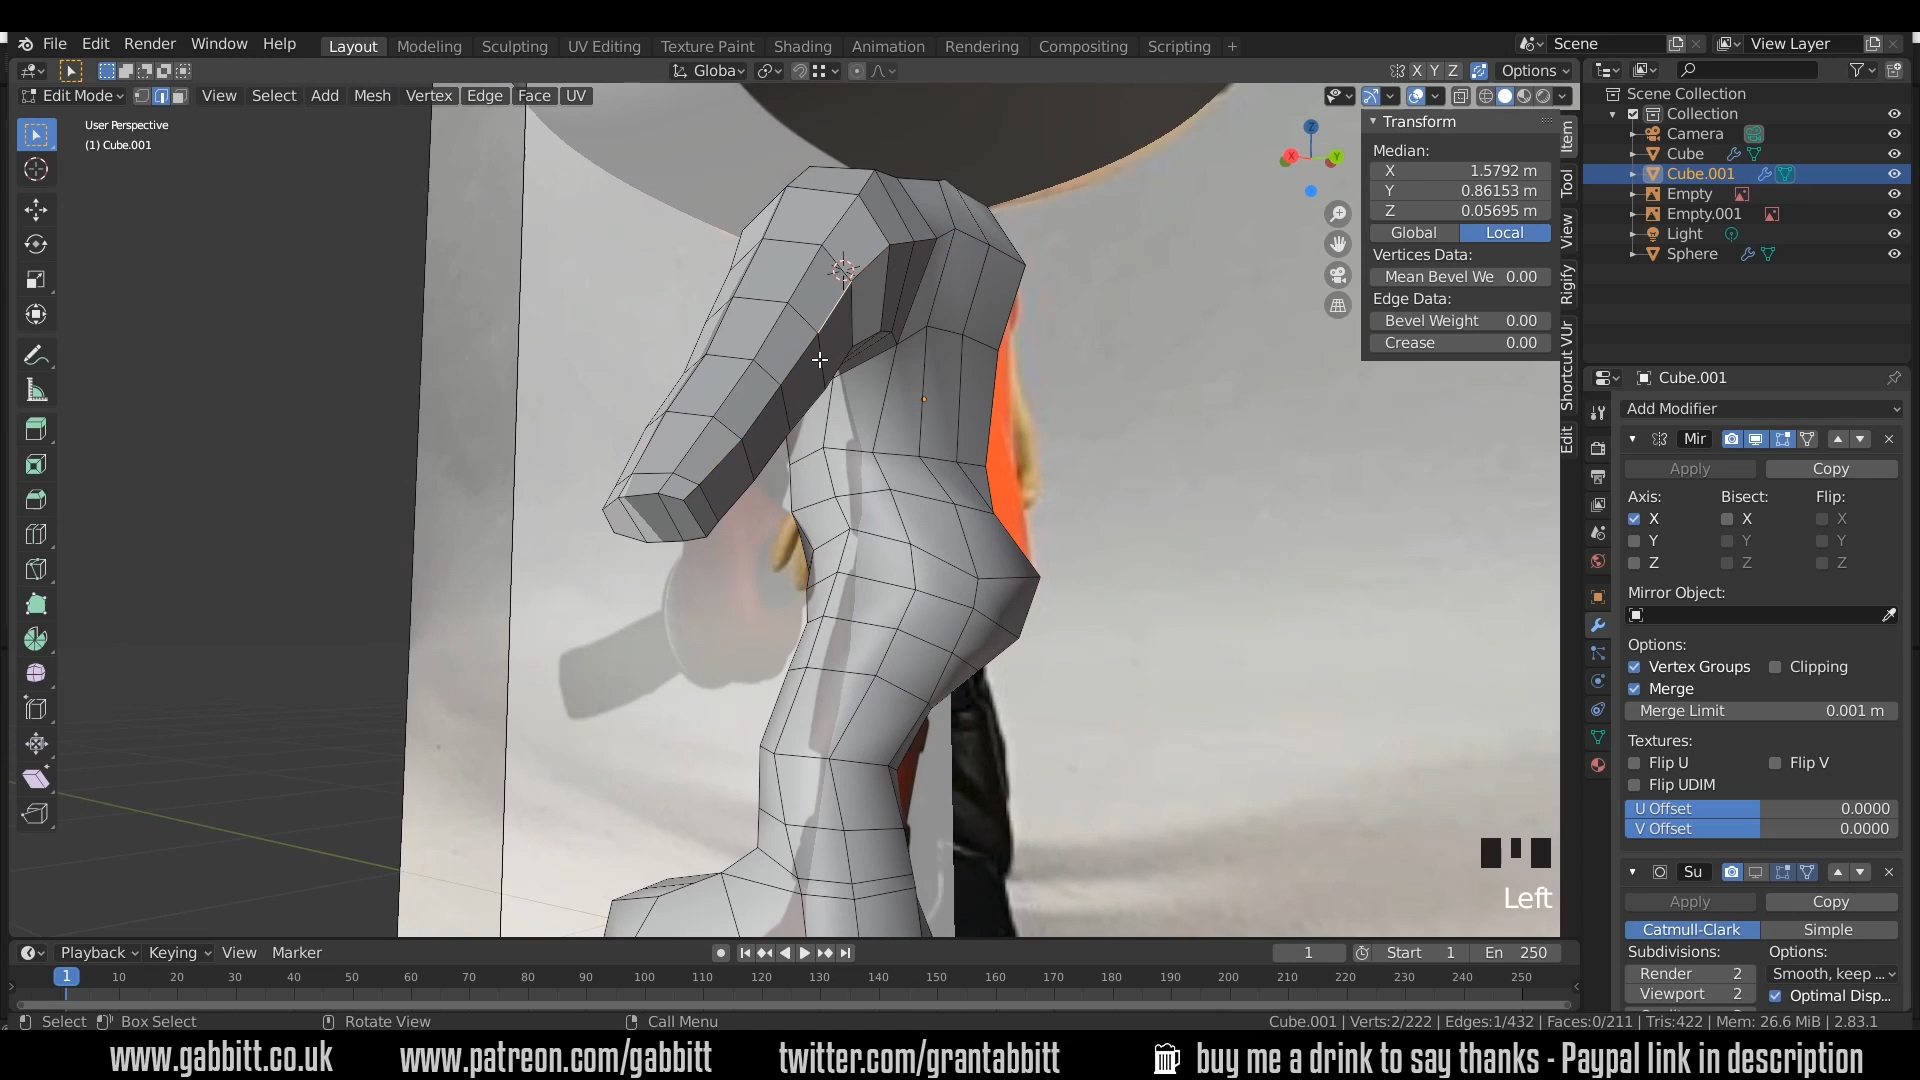 File Edit Render Window Help Layout Modeling Sculpting UV Editing Texture Paint Shading Animation Rendering Compositing Scripting + Scene View Layer
Globa X Y Z Options
Edit Mode View Select Add Mesh Vertex Edge Face UV
User Perspective
(1) Cube.001
Transform
Median:
X 1.5792 m
Y 0.86153 m
Z 0.05695 m
Global Local
Vertices Data:
Mean Bevel We 0.00
Edge Data:
Bevel Weight 0.00
Crease 0.00
Item
Tool
View
Rigify
Shortcut VUr
Edit
Z
X
Y
Scene Collection
Collection
Camera
Cube
Cube.001
Empty
Empty.001
Light
Sphere
Cube.001
Add Modifier
Mir
Apply Copy
Axis: Bisect: Flip:
X X X
Y Y Y
Z Z Z
Mirror Object:
Options:
Vertex Groups Clipping
Merge
Merge Limit 0.001 m
Textures:
Flip U Flip V
Flip UDIM
U Offset 0.0000
V Offset 0.0000
Su
Apply Copy
Catmull-Clark Simple
Subdivisions: Options:
Render 2 Smooth, keep ...
Viewport 2 Optimal Disp...
Left
Playback Keying View Marker 1 Start 1 En 250
1 10 20 30 40 50 60 70 80 90 100 110 120 130 140 150 160 170 180 190 200 210 220 230 240 250
Select Box Select Rotate View Call Menu Cube.001 | Verts:2/222 | Edges:1/432 | Faces:0/211 | Tris:422 | Mem: 26.6 MiB | 2.83.1
www.gabbitt.co.uk www.patreon.com/gabbitt twitter.com/grantabbitt buy me a drink to say thanks - Paypal link in description